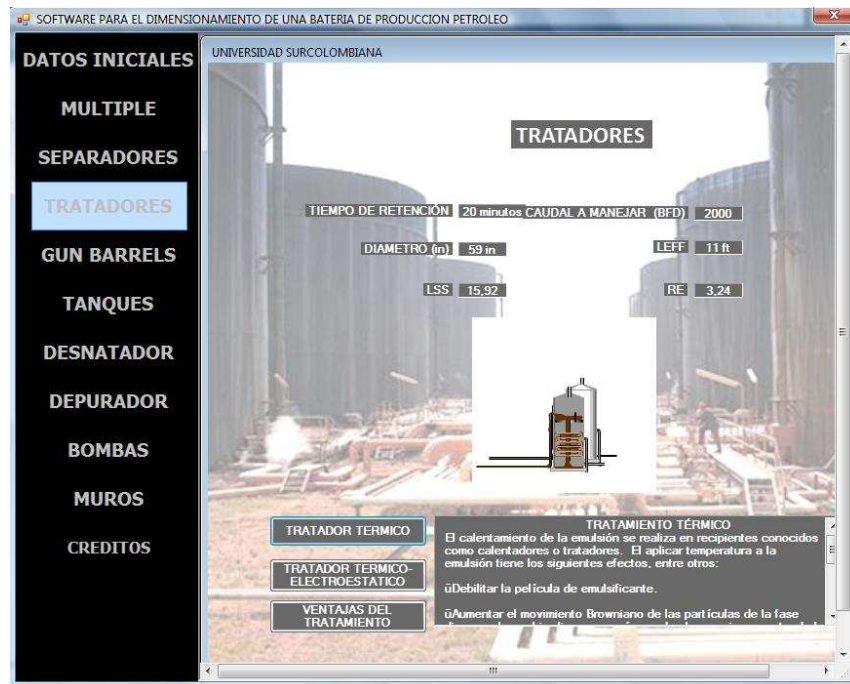 SOFTWARE PARA EL DIMENSIONAMIENTO DE UNA BATERIA DE PRODUCCION PETROLEO
DATOS INICIALES
MULTIPLE
SEPARADORES
TRATADORES
GUN BARRELS
TANQUES
DESNATADOR
DEPURADOR
BOMBAS
MUROS
CREDITOS
UNIVERSIDAD SURCOLOMBIANA
TRATADORES
TIEMPO DE RETENCIÓN 20 minutos CAUDAL A MANEJAR (BFD) 2000
DIAMETRO (in) 59 in LEFF 11 ft
LSS 15,92 RE 3,24
TRATADOR TERMICO
TRATADOR TERMICO-
ELECTROESTATICO
VENTAJAS DEL
TRATAMIENTO
TRATAMIENTO TÉRMICO
El calentamiento de la emulsión se realiza en recipientes conocidos
como calentadores o tratadores. El aplicar temperatura a la
emulsión tiene los siguientes efectos, entre otros:
üDebilitar la película de emulsificante.
üAumentar el movimiento Browniano de las partículas de la fase